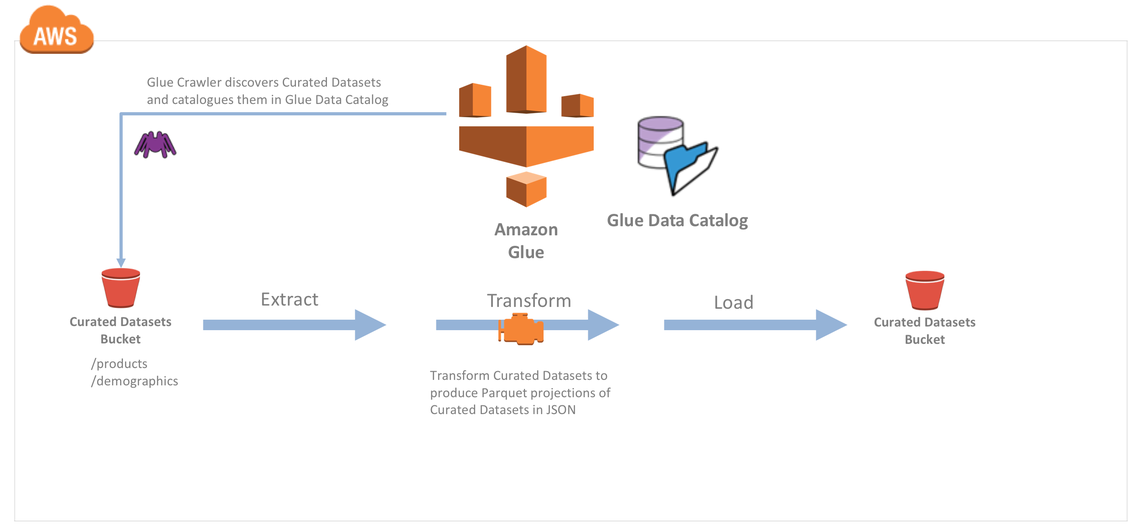 AWS
Glue Crawler discovers Curated Datasets
and catalogues them in Glue Data Catalog
Amazon
Glue
Glue Data Catalog
Extract
Transform
Load
Curated Datasets
Bucket
/products
/demographics
Transform Curated Datasets to
produce Parquet projections of
Curated Datasets in JSON
Curated Datasets
Bucket